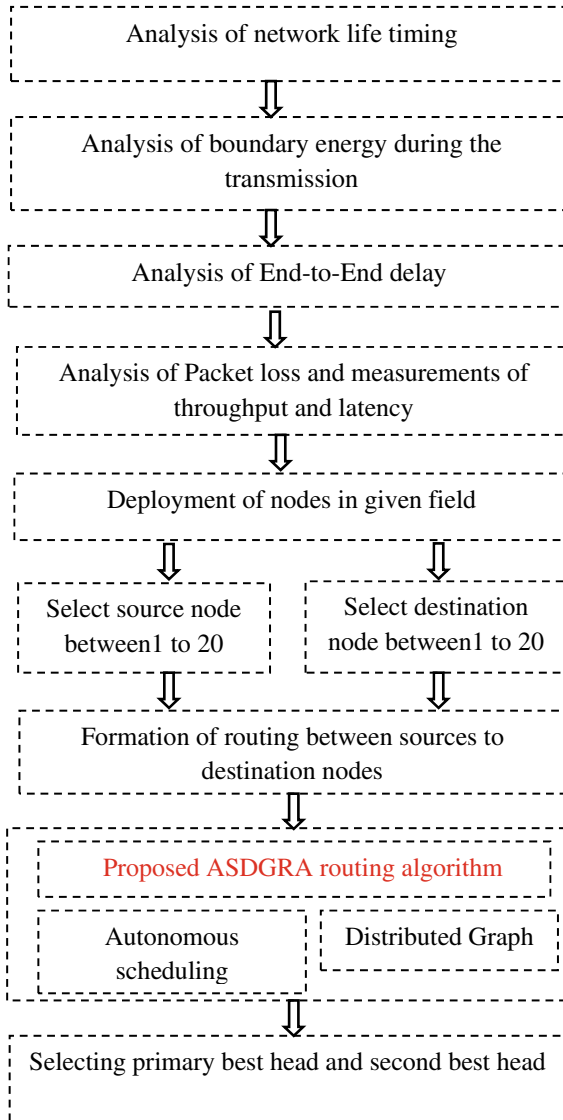 Analysis of network life timing
Analysis of boundary energy during the
transmission
Analysis of End-to-End delay
Analysis of Packet loss and measurements of
throughput and latency
Deployment of nodes in given field
Select source node
between1 to 20
Select destination
node between1 to 20
Formation of routing between sources to
destination nodes
Proposed ASDGRA routing algorithm
Autonomous
scheduling
Distributed Graph
Selecting primary best head and second best head